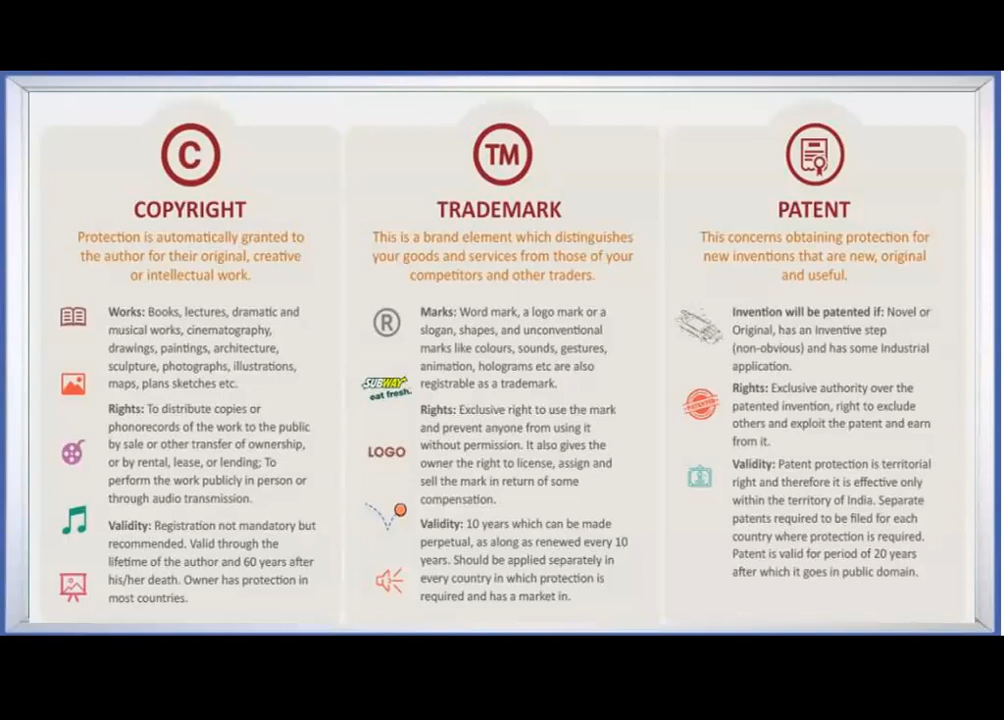 C
COPYRIGHT
Protection is automatically granted to
the author for their original, creative
or intellectual work.
Works: Books, lectures, dramatic and
musical works, cinematography,
drawings, paintings, architecture,
sculpture, photographs, illustrations,
maps, plans sketches etc.
Rights: To distribute copies or
phonorecords of the work to the public
by sale or other transfer of ownership,
or by rental, lease, or lending; To
perform the work publicly in person or
through audio transmission.
Validity: Registration not mandatory but
recommended. Valid through the
lifetime of the author and 60 years after
his/her death. Owner has protection in
most countries.
TM
TRADEMARK
This is a brand element which distinguishes
your goods and services from those of your
competitors and other traders.
®
SUBWAY
eat fresh.
LOGO
Marks: Word mark, a logo mark or a
slogan, shapes, and unconventional
marks like colours, sounds, gestures,
animation, holograms etc are also
registrable as a trademark.
Rights: Exclusive right to use the mark
and prevent anyone from using it
without permission. It also gives the
owner the right to license, assign and
sell the mark in return of some
compensation.
Validity: 10 years which can be made
perpetual, as along as renewed every 10
years. Should be applied separately in
every country in which protection is
required and has a market in.
PATENT
This concerns obtaining protection for
new inventions that are new, original
and useful.
PATENTED
Invention will be patented if: Novel or
Original, has an Inventive step
(non-obvious) and has some Industrial
application.
Rights: Exclusive authority over the
patented invention, right to exclude
others and exploit the patent and earn
from it.
Validity: Patent protection is territorial
right and therefore it is effective only
within the territory of India. Separate
patents required to be filed for each
country where protection is required.
Patent is valid for period of 20 years
after which it goes in public domain.